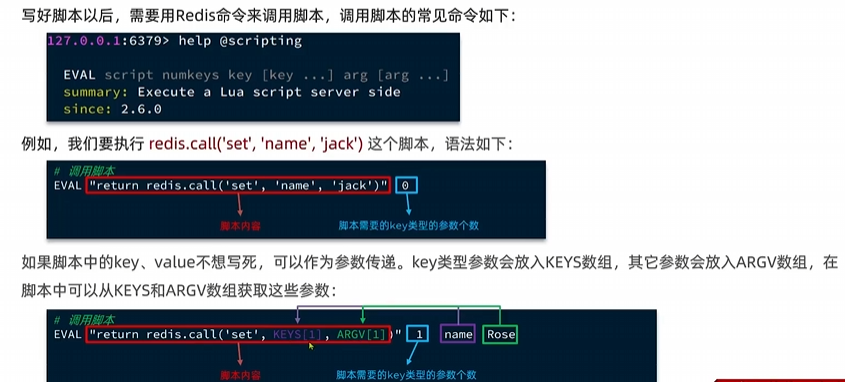 写好脚本以后，需要用Redis命令来调用脚本，调用脚本的常见命令如下：
127.0.0.1:6379> help @scripting
EVAL script numkeys key [key ...] arg [arg ...]
summary: Execute a Lua script server side
since: 2.6.0
例如，我们要执行 redis.call('set', 'name', 'jack') 这个脚本，语法如下：
# 调用脚本
EVAL "return redis.call('set', 'name', 'jack')" 0
脚本内容 脚本需要的key类型的参数个数
如果脚本中的key、value不想写死，可以作为参数传递。key类型参数会放入KEYS数组，其它参数会放入ARGV数组，在
脚本中可以从KEYS和ARGV数组获取这些参数：
# 调用脚本
EVAL "return redis.call('set', KEYS[1], ARGV[1])" 1 name Rose
脚本内容 脚本需要的key类型的参数个数